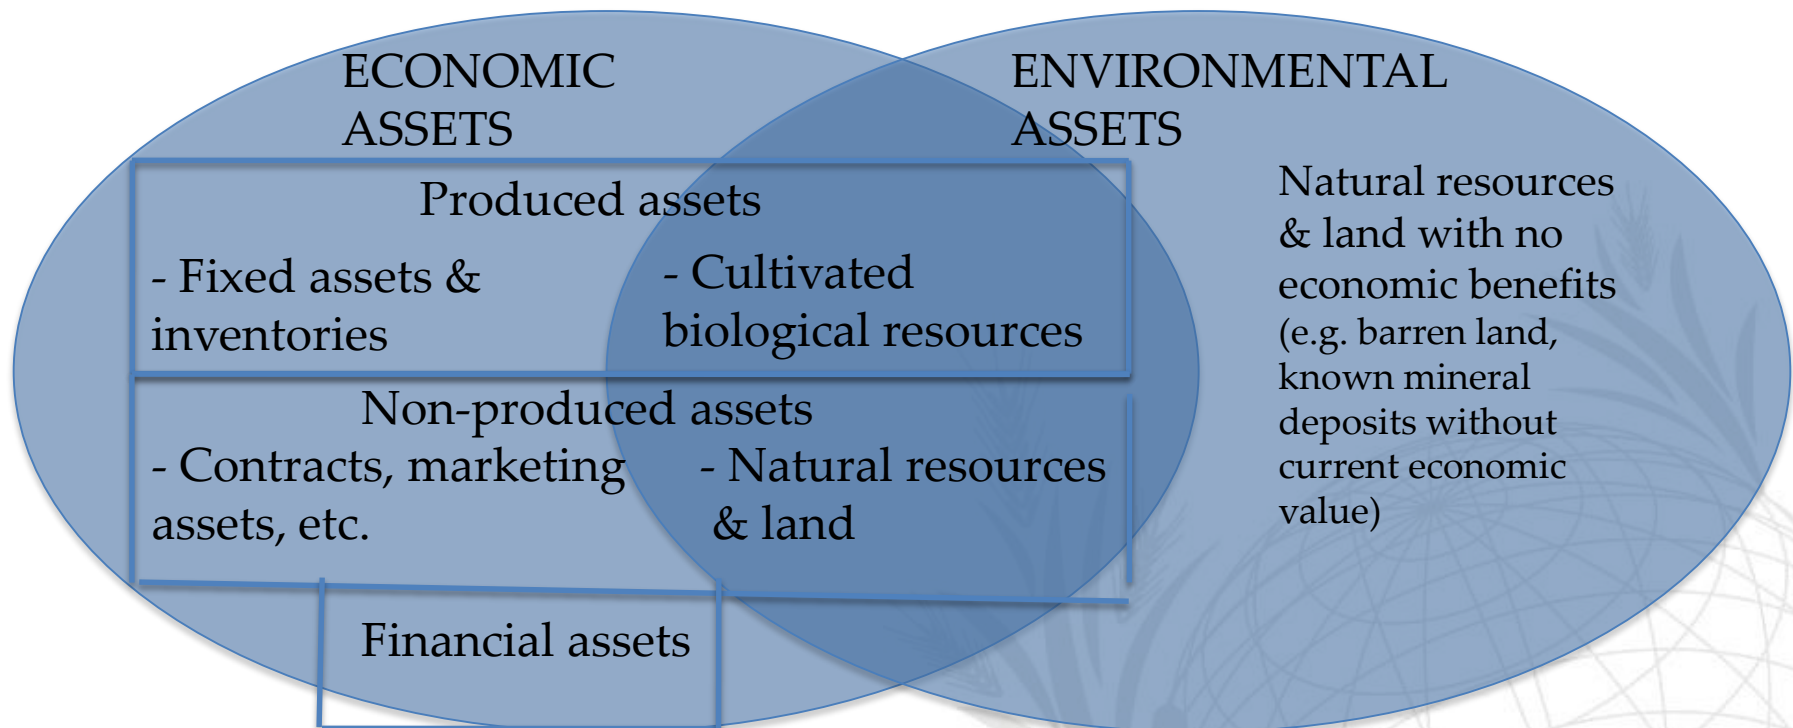 ECONOMIC
ASSETS
ENVIRONMENTAL
ASSETS
Produced assets
- Fixed assets &
inventories
- Cultivated
biological resources
Non-produced assets
- Contracts, marketing
assets, etc.
- Natural resources
& land
Financial assets
Natural resources
& land with no
economic benefits
(e.g. barren land,
known mineral
deposits without
current economic
value)